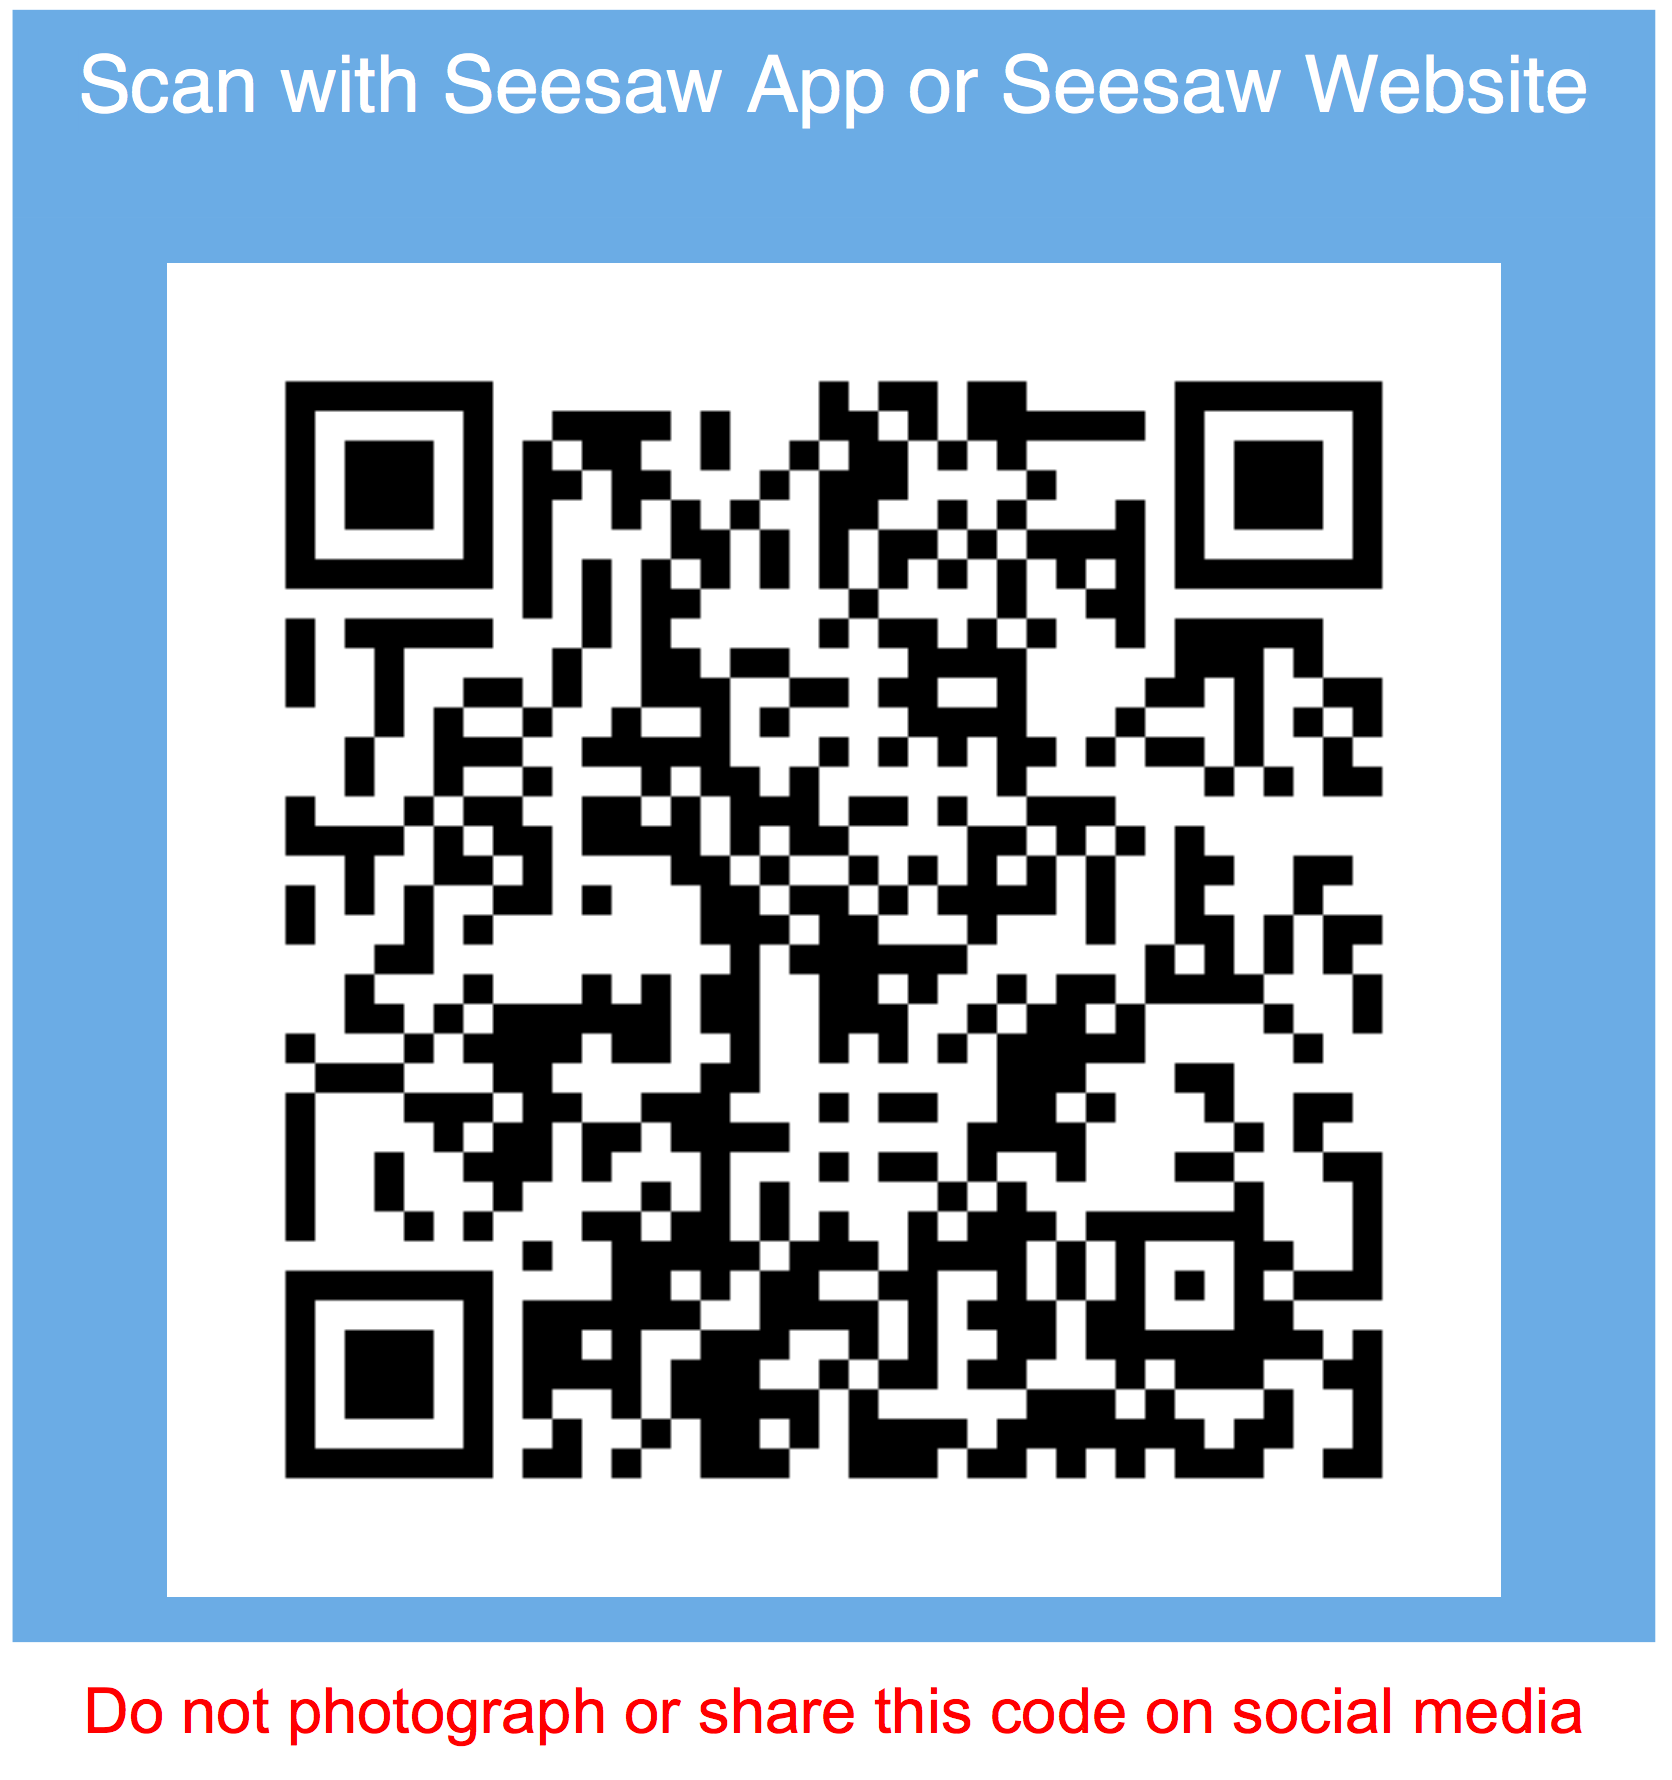 Scan with Seesaw App or Seesaw Website
Do not photograph or share this code on social media